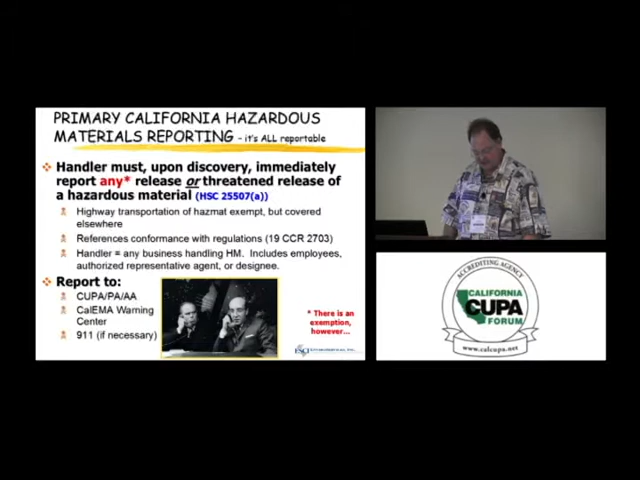 PRIMARY CALIFORNIA HAZARDOUS
MATERIALS REPORTING – it's ALL reportable
Handler must, upon discovery, immediately
report any* release or threatened release of
a hazardous material (HSC 25507(a))
Highway transportation of hazmat exempt, but covered
elsewhere
References conformance with regulations (19 CCR 2703)
Handler = any business handling HM. Includes employees,
authorized representative agent, or designee.
Report to:
CUPA/PA/AA
CalEMA Warning
Center
911 (if necessary)
* There is an
exemption,
however…
ACCREDITING AGENCY
CALIFORNIA
CUPA
FORUM
www.calcupa.net